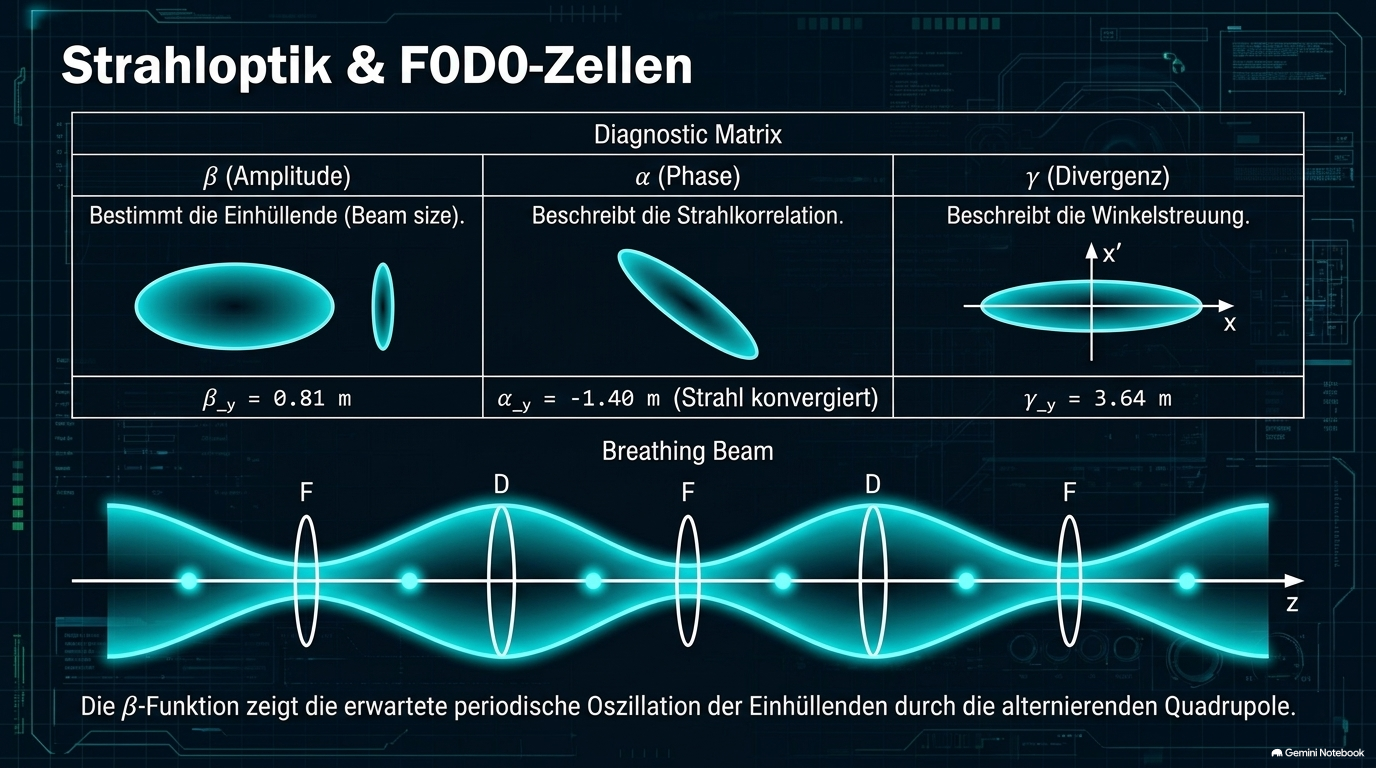 Strahloptik & F0D0-Zellen
Diagnostic Matrix
β (Amplitude)
α (Phase)
γ (Divergenz)
Bestimmt die Einhüllende (Beam size).
Beschreibt die Strahlkorrelation.
Beschreibt die Winkelstreuung.
x′
x
β_y = 0.81 m
α_y = -1.40 m (Strahl konvergiert)
γ_y = 3.64 m
Breathing Beam
F
D
F
D
F
z
Die β-Funktion zeigt die erwartete periodische Oszillation der Einhüllenden durch die alternierenden Quadrupole.
Gemini Notebook